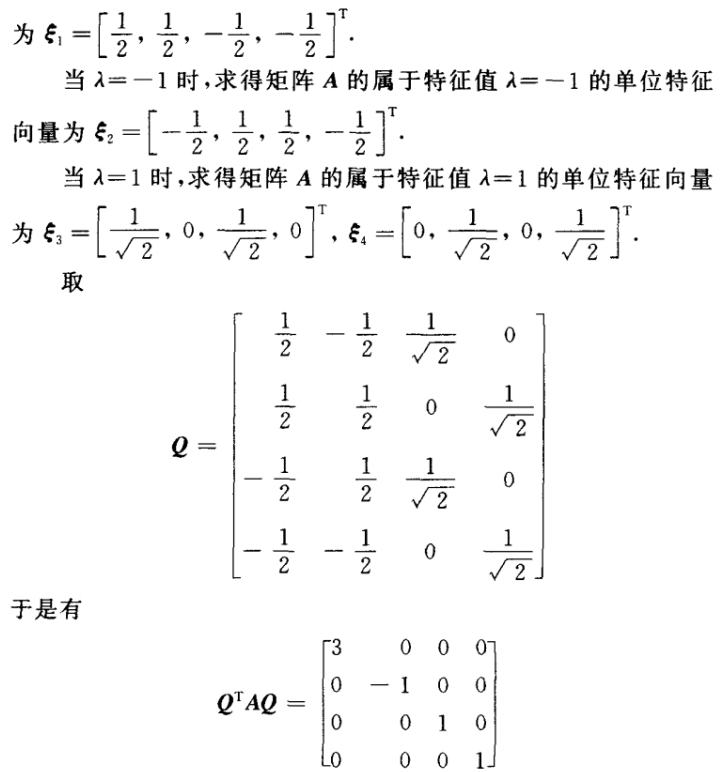 为 ξ₁=[1/2, 1/2, -1/2, -1/2]ᵀ.
当 λ=-1 时,求得矩阵 A 的属于特征值 λ=-1 的单位特征
向量为 ξ₂=[-1/2, 1/2, 1/2, -1/2]ᵀ.
当 λ=1 时,求得矩阵 A 的属于特征值 λ=1 的单位特征向量
为 ξ₃=[1/√2, 0, 1/√2, 0]ᵀ, ξ₄=[0, 1/√2, 0, 1/√2]ᵀ.
取
1/2 -1/2 1/√2 0
1/2 1/2 0 1/√2
Q=
-1/2 1/2 1/√2 0
-1/2 -1/2 0 1/√2
于是有
3 0 0 0
0 -1 0 0
QᵀAQ=
0 0 1 0
0 0 0 1